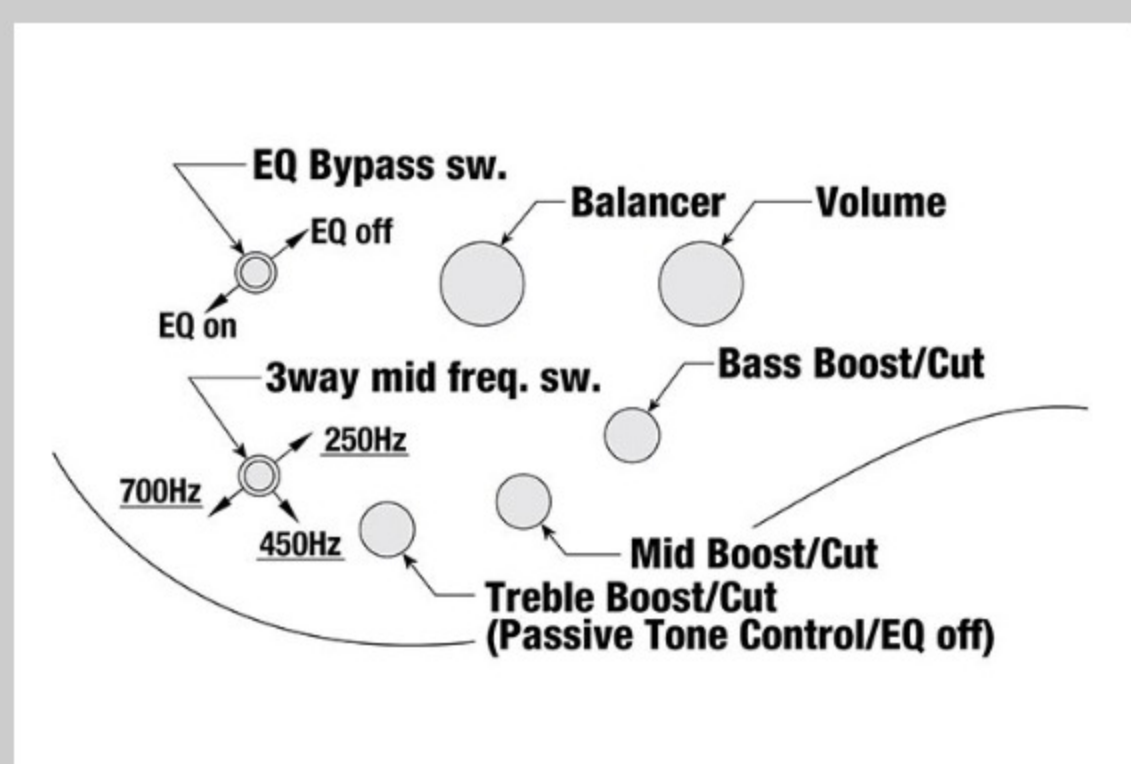 EQ Bypass sw.
EQ off
EQ on
Balancer
Volume
3way mid freq. sw.
250Hz
700Hz
450Hz
Bass Boost/Cut
Mid Boost/Cut
Treble Boost/Cut
(Passive Tone Control/EQ off)